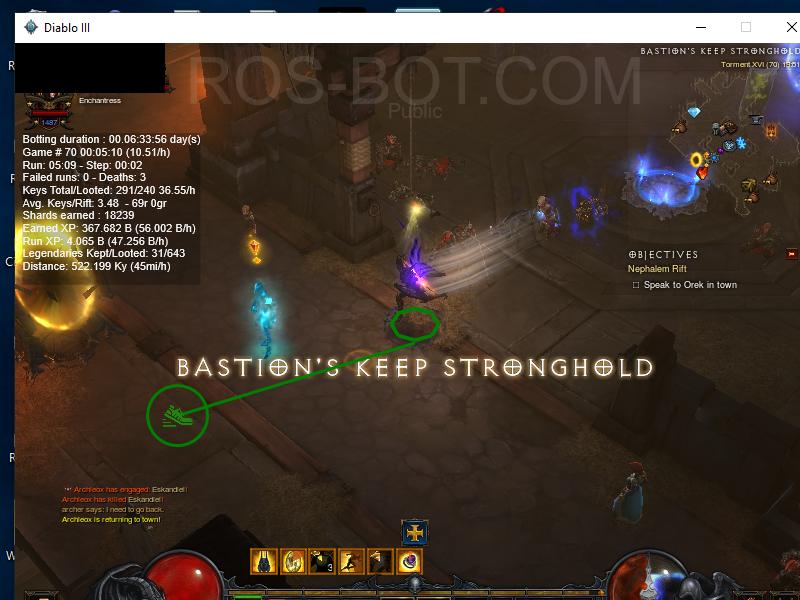 Diablo III
BASTION'S KEEP STRONGHOLD
Torment XVI (70) 19:51
ROS-BOT.COM
Public
Enchantress
1487
Botting duration : 00.06:33:56 day(s)
Game # 70 00:05:10 (10.51/h)
Run: 05:09 - Step: 00:02
Failed runs: 0 - Deaths: 3
Keys Total/Looted: 291/240 36.55/h
Avg. Keys/Rift: 3.48 - 69r 0gr
Shards earned : 18239
Earned XP: 367.682 B (56.002 B/h)
Run XP: 4.065 B (47.256 B/h)
Legendaries Kept/Looted: 31/643
Distance: 522.199 Ky (45mi/h)
OBJECTIVES
Nephalem Rift
Speak to Orek in town
BASTION'S KEEP STRONGHOLD
Archleox has engaged: Eskandiel!
Archleox has killed Eskandiel!
archer says: I need to go back.
Archleox is returning to town!
3